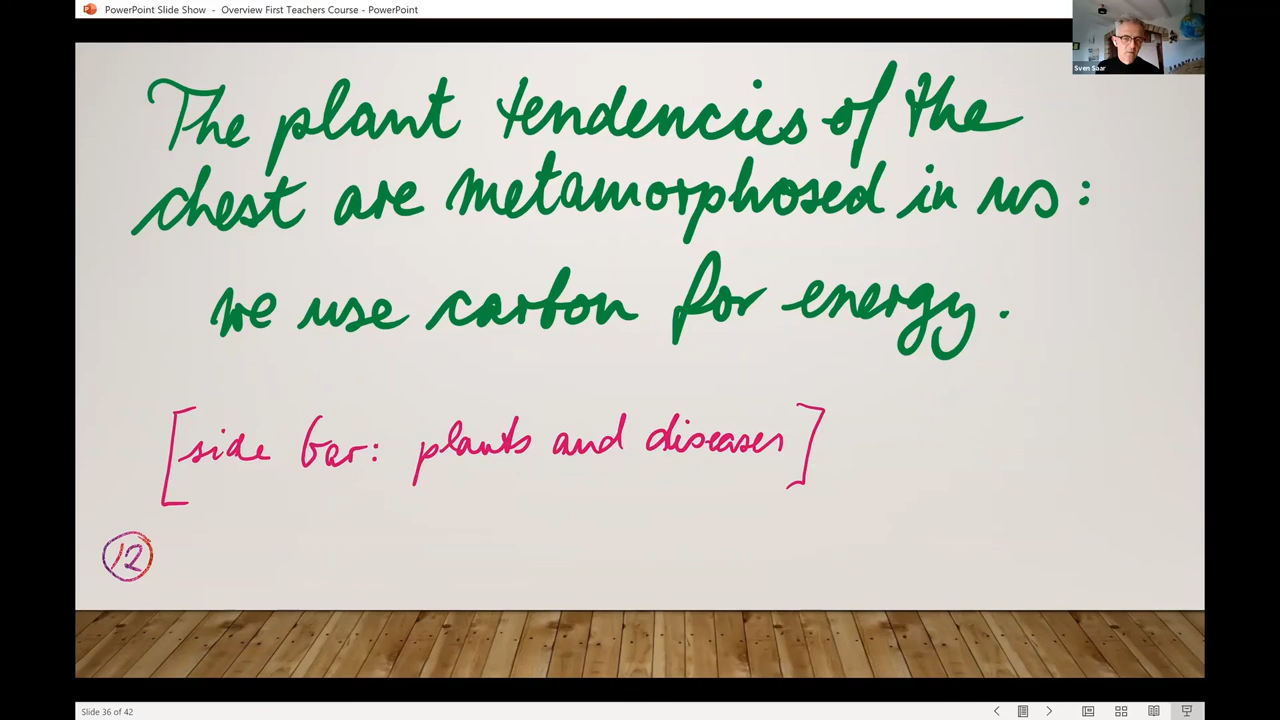 PowerPoint Slide Show - Overview First Teachers Course - PowerPoint
Sven Saar
The plant tendencies of the
chest are metamorphosed in us:
we use carbon for energy.
[side bar: plants and diseases]
12
Slide 36 of 42